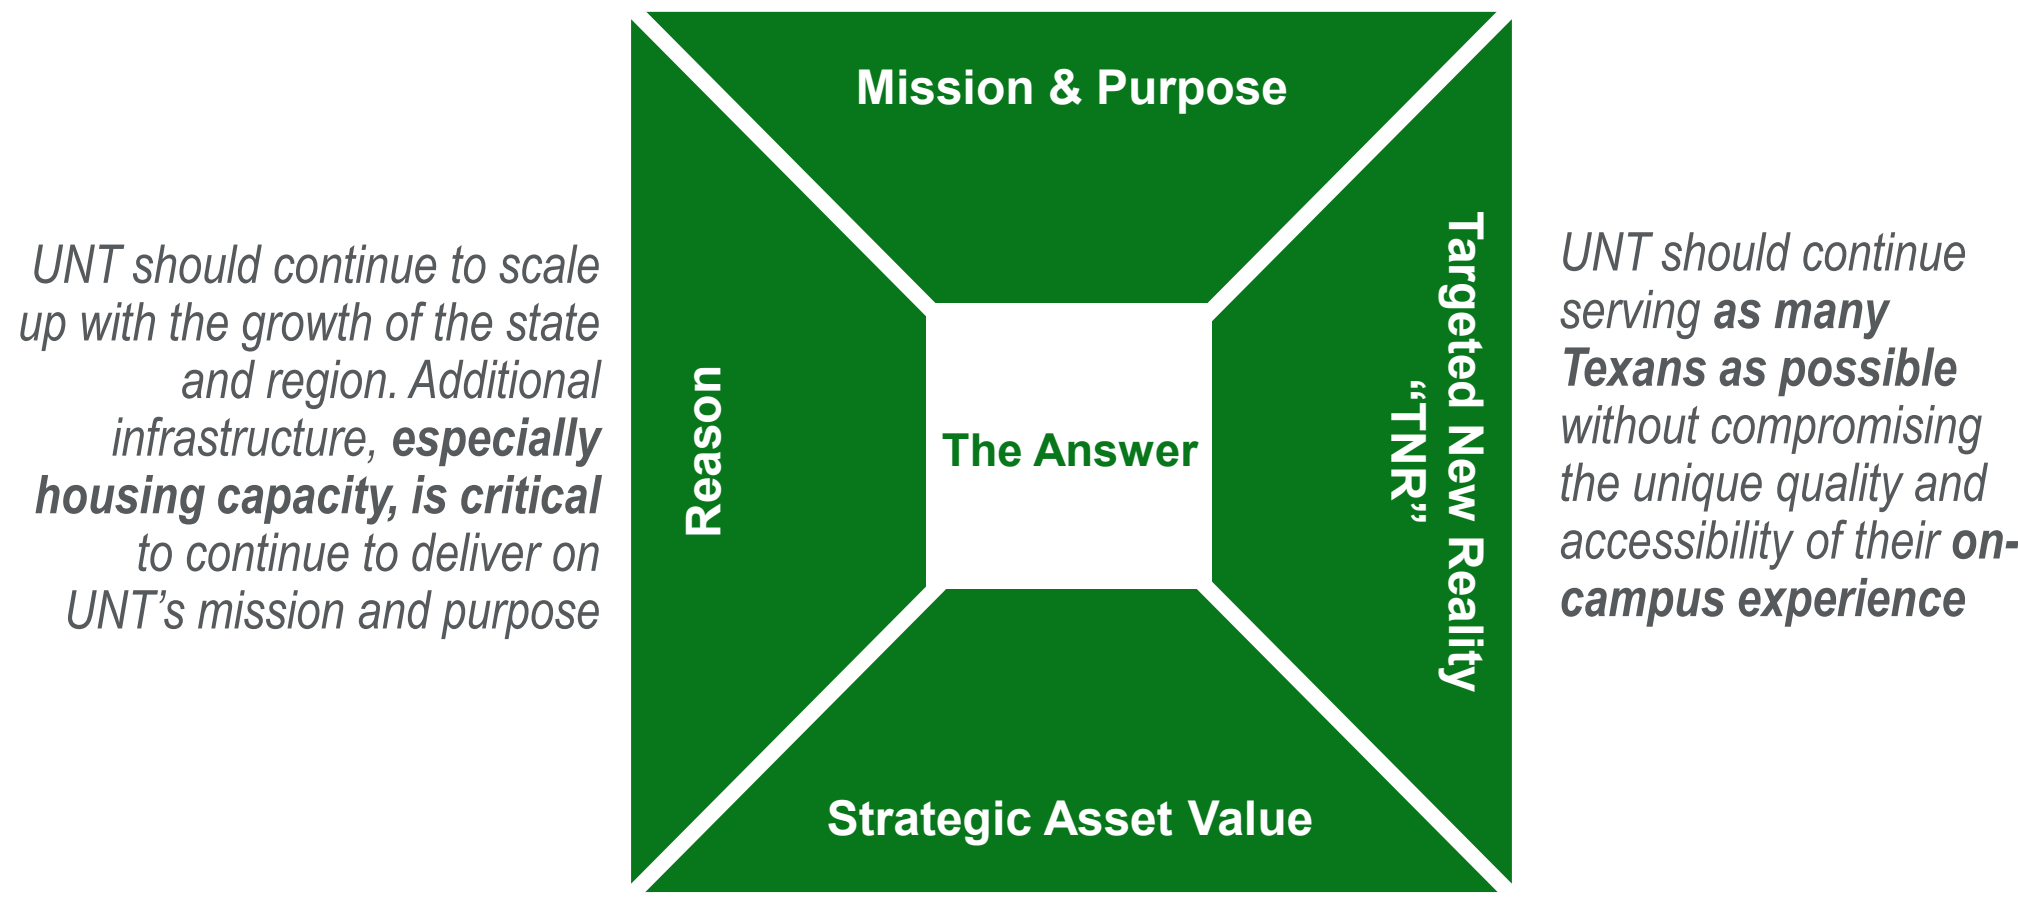 Mission & Purpose
UNT should continue to scale
up with the growth of the state
and region. Additional
infrastructure, especially
housing capacity, is critical
to continue to deliver on
UNT’s mission and purpose
Reason
The Answer
Targeted New Reality
“TNR”
UNT should continue
serving as many
Texans as possible
without compromising
the unique quality and
accessibility of their on-
campus experience
Strategic Asset Value